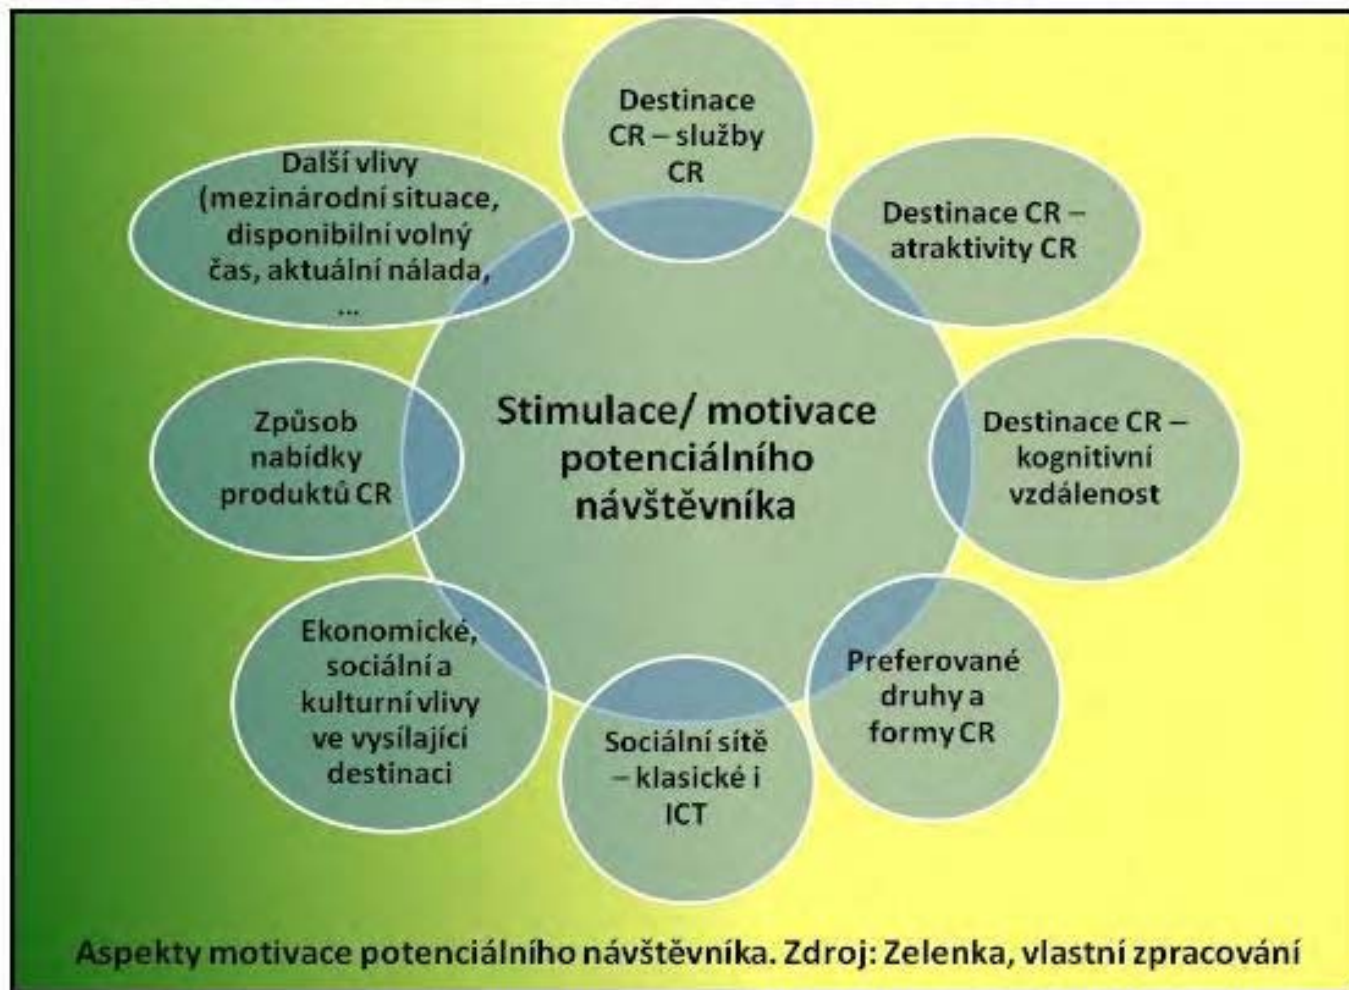 Destinace
CR – služby
CR
Destinace CR –
atraktivity CR
Destinace CR –
kognitivní
vzdálenost
Preferované
druhy a
formy CR
Sociální sítě
– klasické i
ICT
Ekonomické,
sociální a
kulturní vlivy
ve vysílající
destinaci
Způsob
nabídky
produktů CR
Další vlivy
(mezinárodní situace,
disponibilní volný
čas, aktuální nálada,
...
Stimulace/ motivace
potenciálního
návštěvníka
Aspekty motivace potenciálního návštěvníka. Zdroj: Zelenka, vlastní zpracování